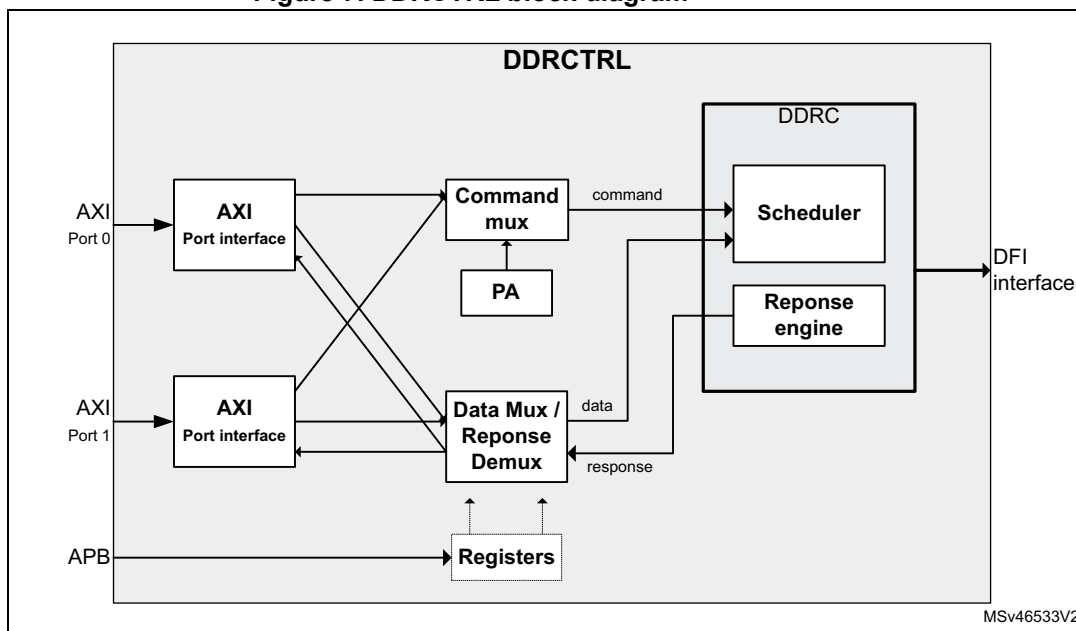 DDRCTRL
DDRC
AXI
Port 0
AXI
Port interface
Command
mux
command
Scheduler
PA
DFI
interface
Reponse
engine
AXI
Port 1
AXI
Port interface
Data Mux /
Reponse
Demux
data
response
APB
Registers
MSv46533V2